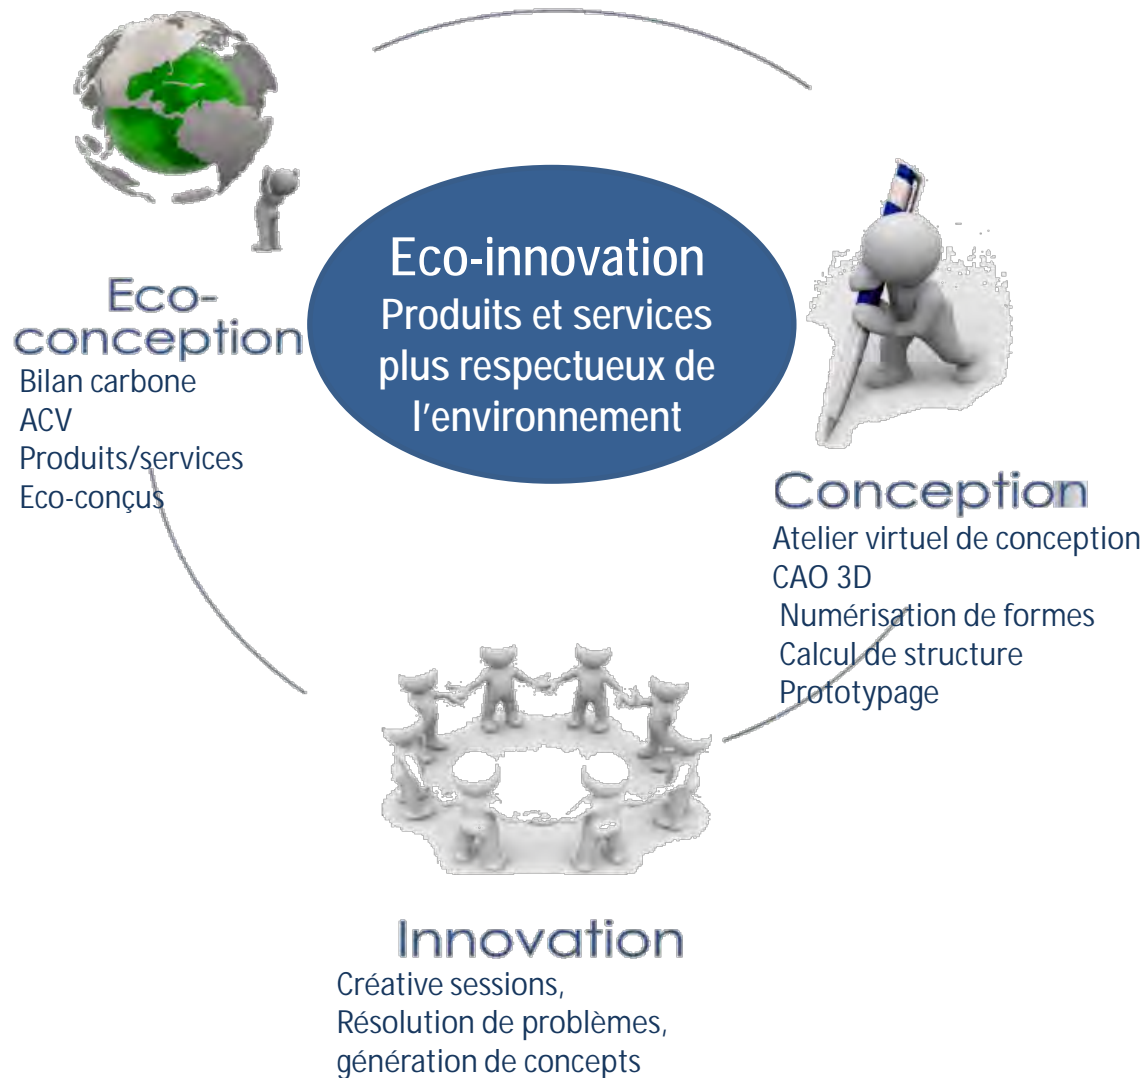 Eco-innovation
Produits et services
plus respectueux de
l'environnement
Eco-
conception
Bilan carbone
ACV
Produits/services
Eco-conçus
Conception
Atelier virtuel de conception
CAO 3D
Numérisation de formes
Calcul de structure
Prototypage
Innovation
Créative sessions,
Résolution de problèmes,
génération de concepts